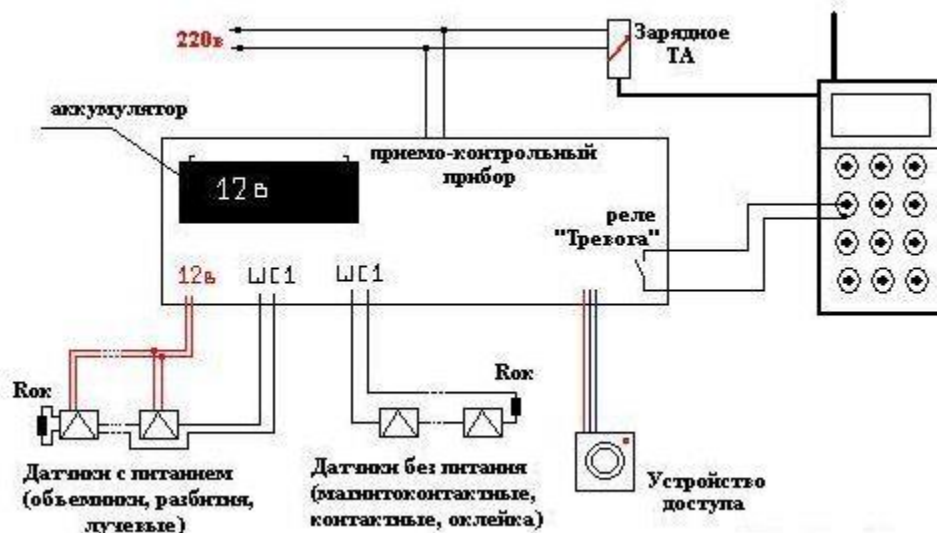 220в
Зарядное
ТА
аккумулятор
приемо-контрольный
прибор
12в
реле
"Тревога"
12в
ШС1
ШС1
Rок
Rок
Датчики с питанием
(обьемники, разбития,
лучевые)
Датчики без питания
(магнитоконтактные,
контактные, оклейка)
Устройство
доступа